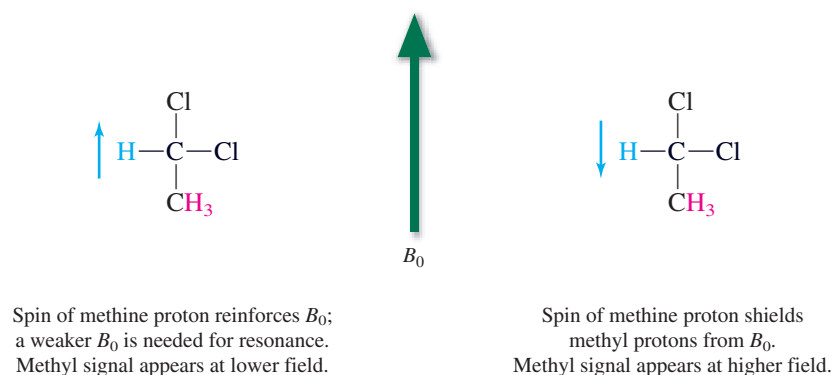 Cl
H—C—Cl
CH₃
B₀
Cl
H—C—Cl
CH₃
Spin of methine proton reinforces B₀;
a weaker B₀ is needed for resonance.
Methyl signal appears at lower field.
Spin of methine proton shields
methyl protons from B₀.
Methyl signal appears at higher field.